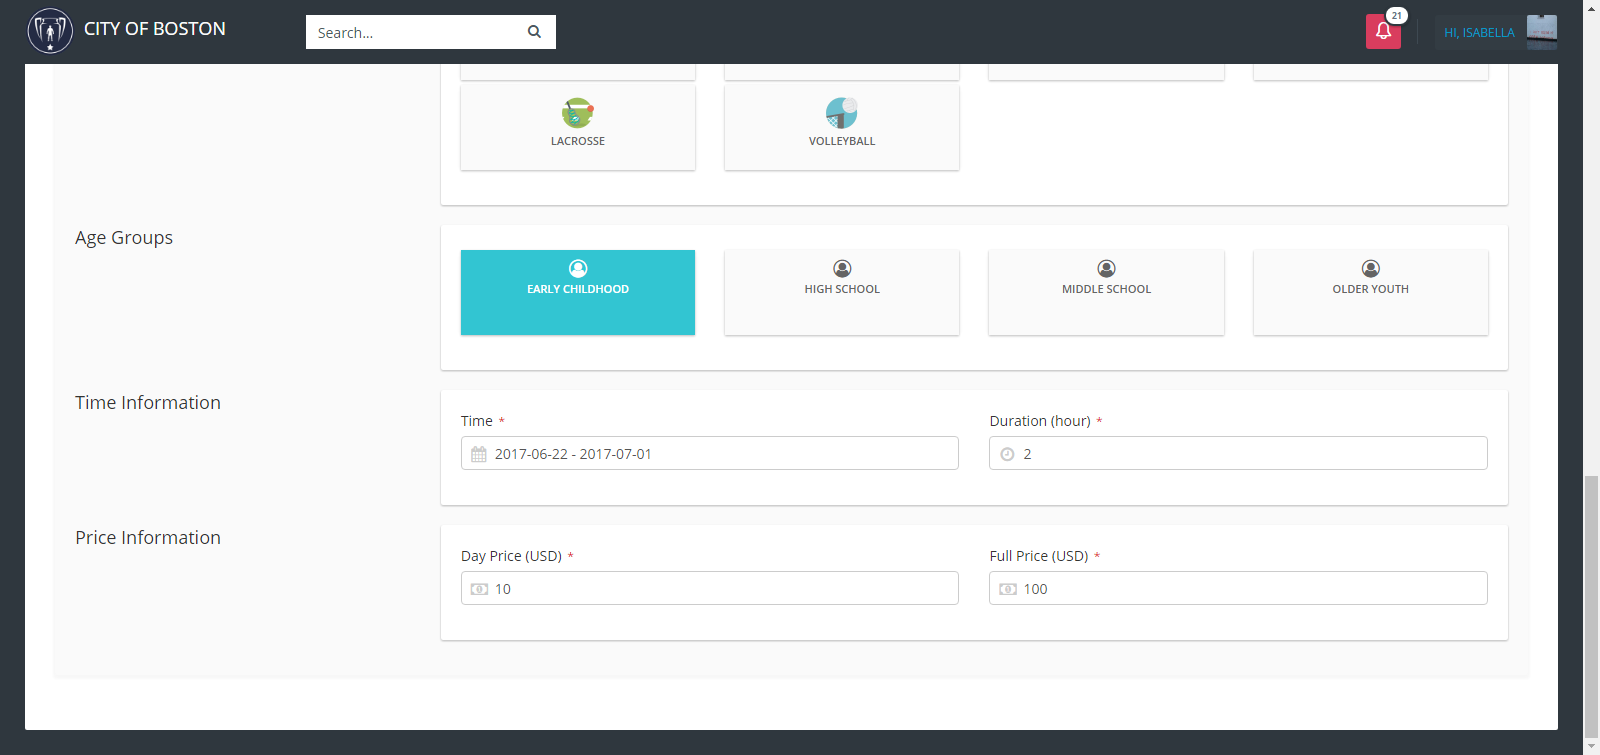 CITY OF BOSTON
Search...
21
HI, ISABELLA
LACROSSE
VOLLEYBALL
Age Groups
EARLY CHILDHOOD
HIGH SCHOOL
MIDDLE SCHOOL
OLDER YOUTH
Time Information
Time *
Duration (hour) *
2017-06-22 - 2017-07-01
2
Price Information
Day Price (USD) *
Full Price (USD) *
10
100